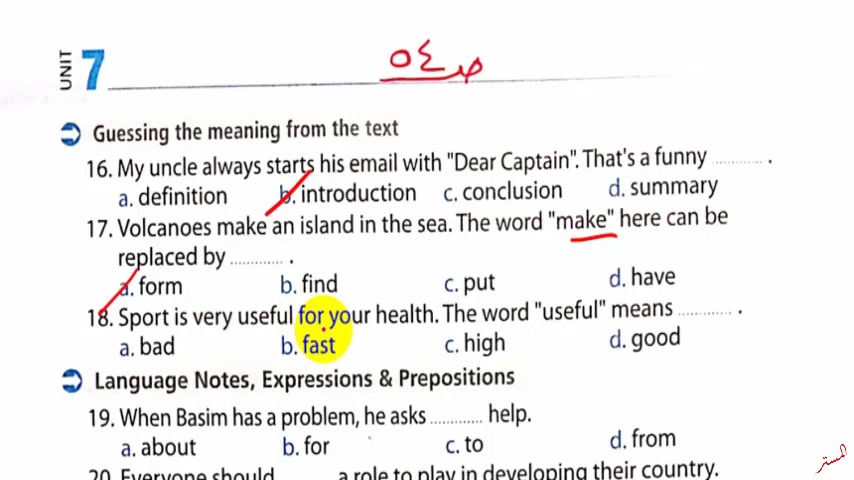 ص ٥٤
UNIT 7
Guessing the meaning from the text
16. My uncle always starts his email with "Dear Captain". That's a funny ............ .
a. definition b. introduction c. conclusion d. summary
17. Volcanoes make an island in the sea. The word "make" here can be
replaced by ............. .
a. form b. find c. put d. have
18. Sport is very useful for your health. The word "useful" means ............. .
a. bad b. fast c. high d. good
Language Notes, Expressions & Prepositions
19. When Basim has a problem, he asks ............. help.
a. about b. for c. to d. from
20. Everyone should a role to play in developing their country.
المستر